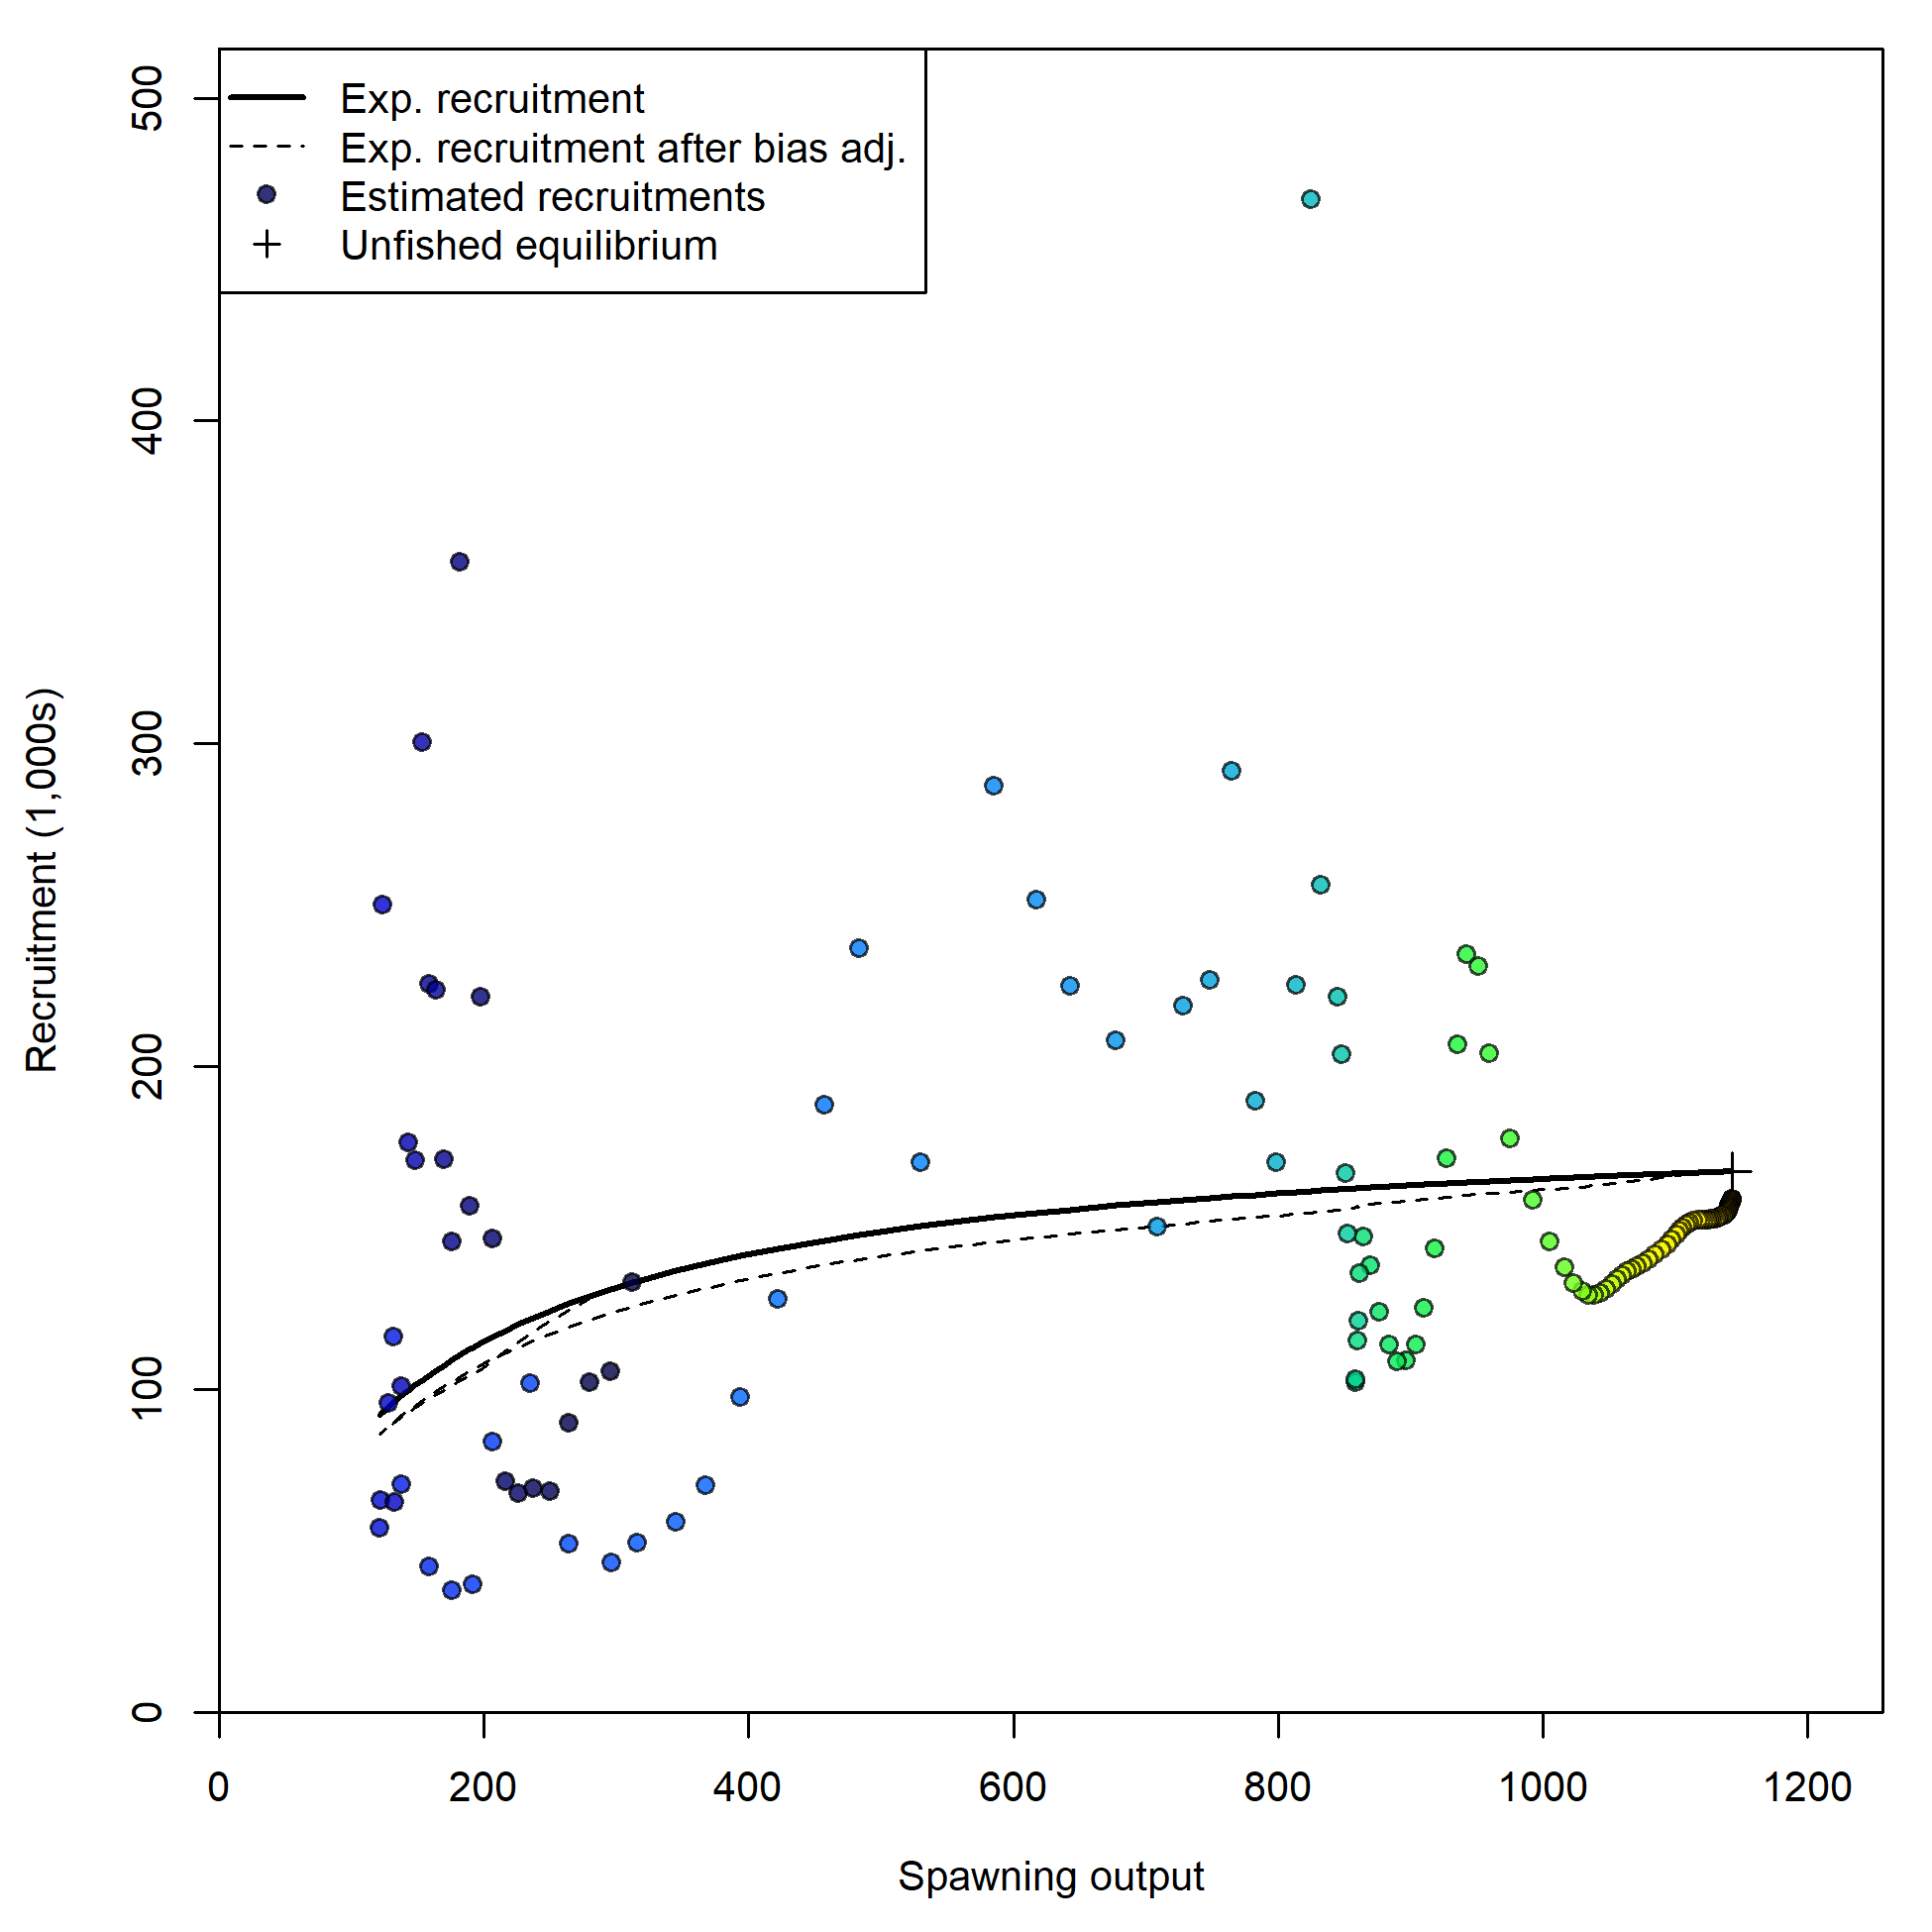 Exp. recruitment
Exp. recruitment after bias adj.
Estimated recruitments
Unfished equilibrium
500
400
300
200
100
0
Recruitment (1,000s)
0 200 400 600 800 1000 1200
Spawning output